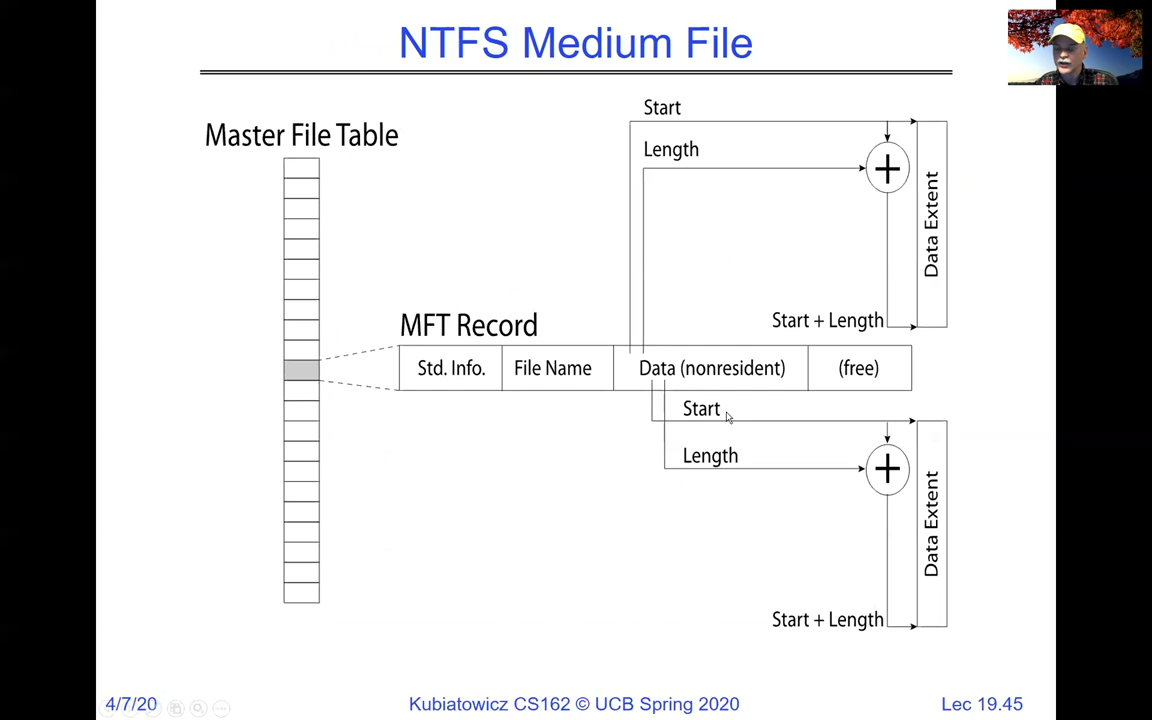 NTFS Medium File
Master File Table
Start
Length
+
Data Extent
Start + Length
MFT Record
Std. Info.
File Name
Data (nonresident)
(free)
Start
Length
+
Data Extent
Start + Length
4/7/20
Kubiatowicz CS162 © UCB Spring 2020
Lec 19.45